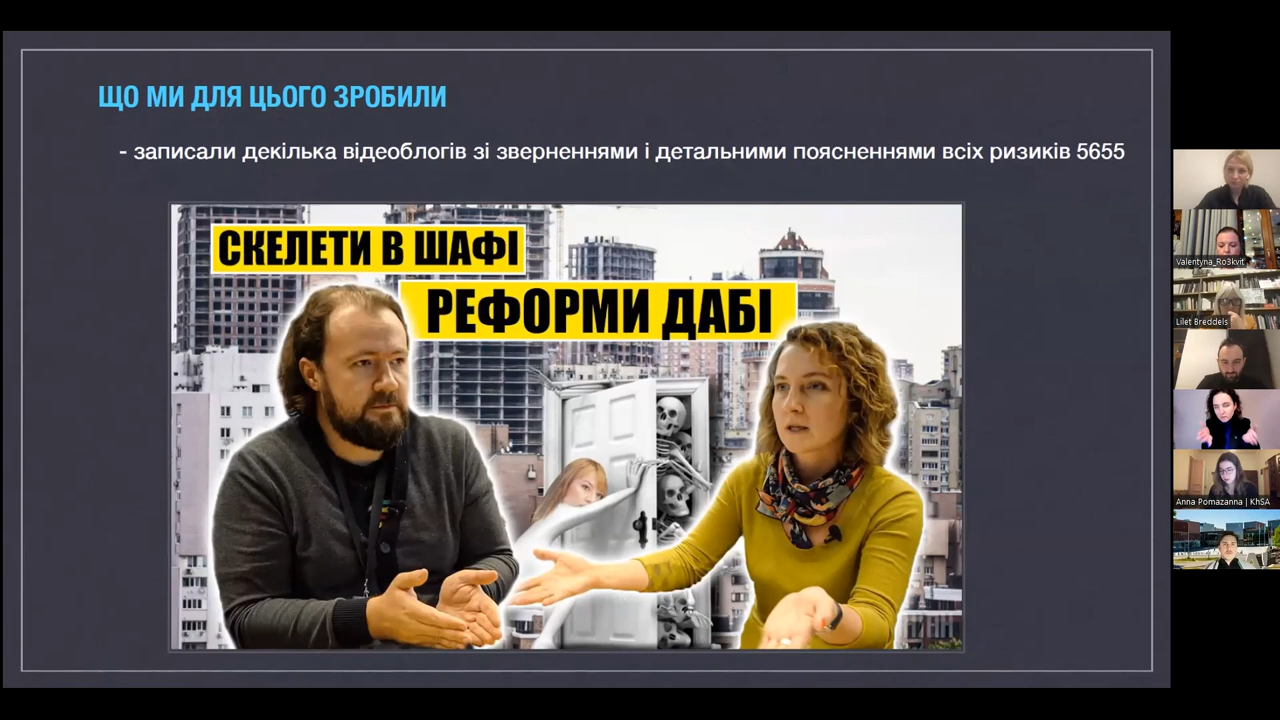 ЩО МИ ДЛЯ ЦЬОГО ЗРОБИЛИ
- записали декілька відеоблогів зі зверненнями і детальними поясненнями всіх ризиків 5655
СКЕЛЕТИ В ШАФІ
РЕФОРМИ ДАБІ
Valentyna_Ro3kvit
Lilet Breddels
Anna Pomazanna | KhSA